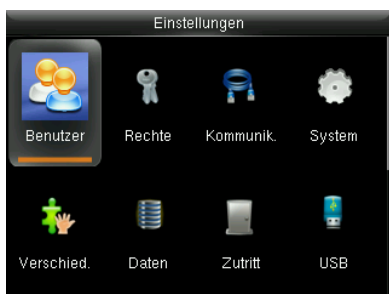 Einstellungen
Benutzer Rechte Kommunik. System
Verschied. Daten Zutritt USB